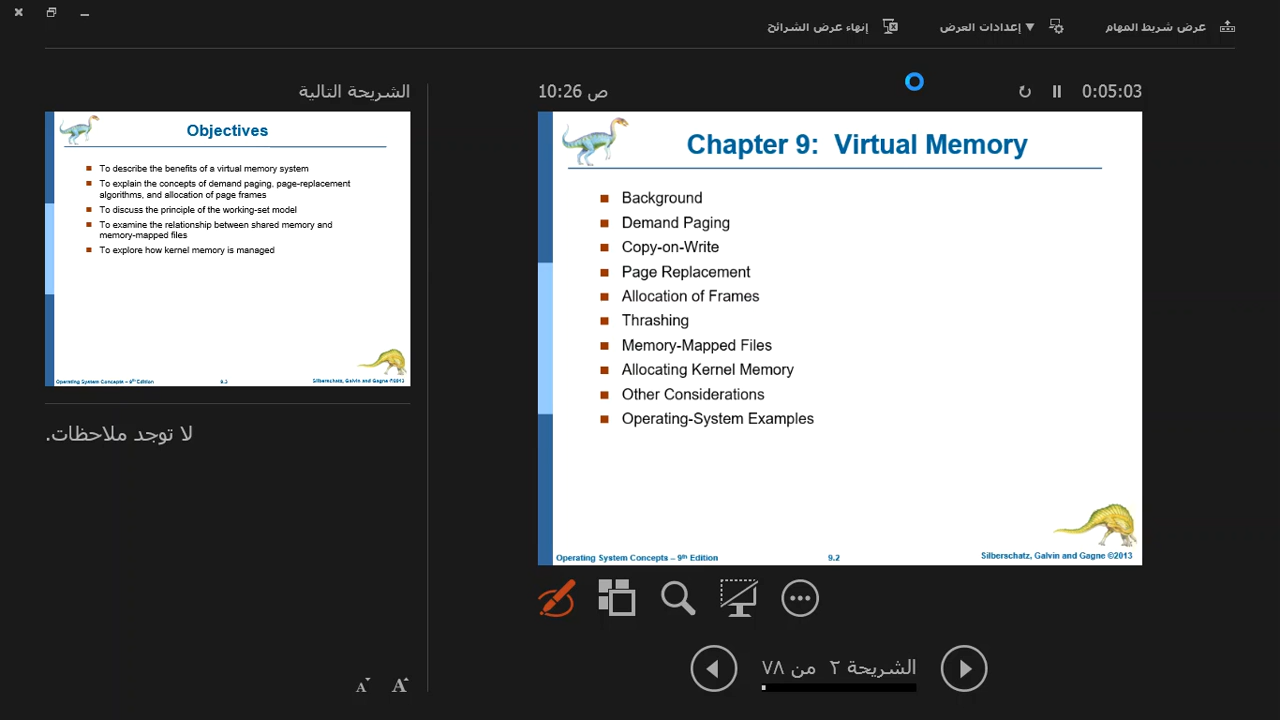 عرض شريط المهام
إعدادات العرض ▼
إنهاء عرض الشرائح
الشريحة التالية
Objectives
To describe the benefits of a virtual memory system
To explain the concepts of demand paging, page-replacement
algorithms, and allocation of page frames
To discuss the principle of the working-set model
To examine the relationship between shared memory and
memory-mapped files
To explore how kernel memory is managed
Operating System Concepts – 9th Edition
9.3
Silberschatz, Galvin and Gagne ©2013
لا توجد ملاحظات.
A A
0:05:03
10:26 ص
Chapter 9: Virtual Memory
Background
Demand Paging
Copy-on-Write
Page Replacement
Allocation of Frames
Thrashing
Memory-Mapped Files
Allocating Kernel Memory
Other Considerations
Operating-System Examples
Operating System Concepts – 9th Edition
9.2
Silberschatz, Galvin and Gagne ©2013
الشريحة ٢ من ٧٨